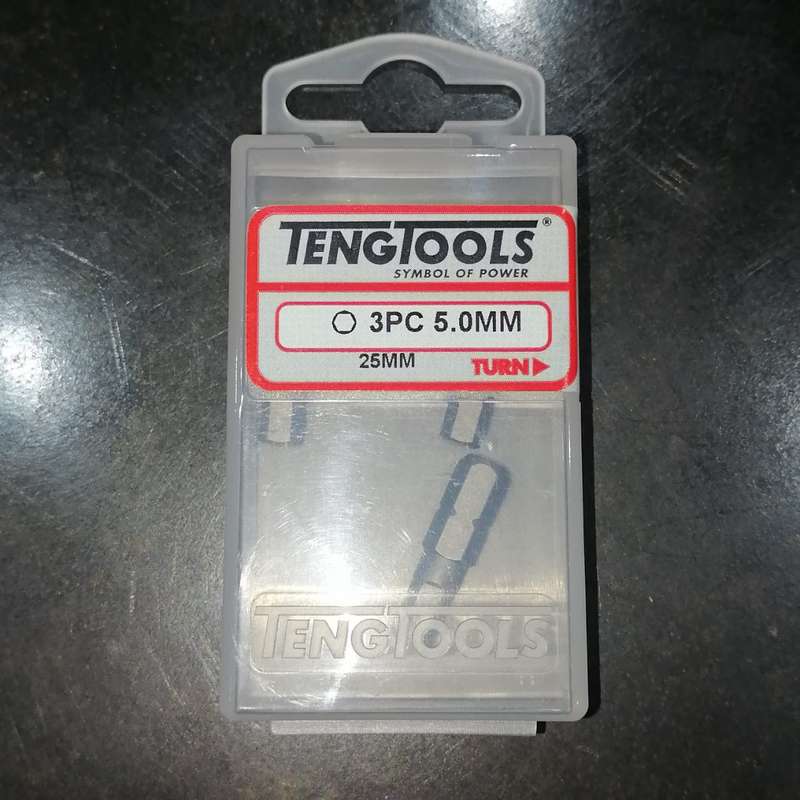 TENGTOOLS®
SYMBOL OF POWER
3PC 5.0MM
25MM
TURN
TENGTOOLS